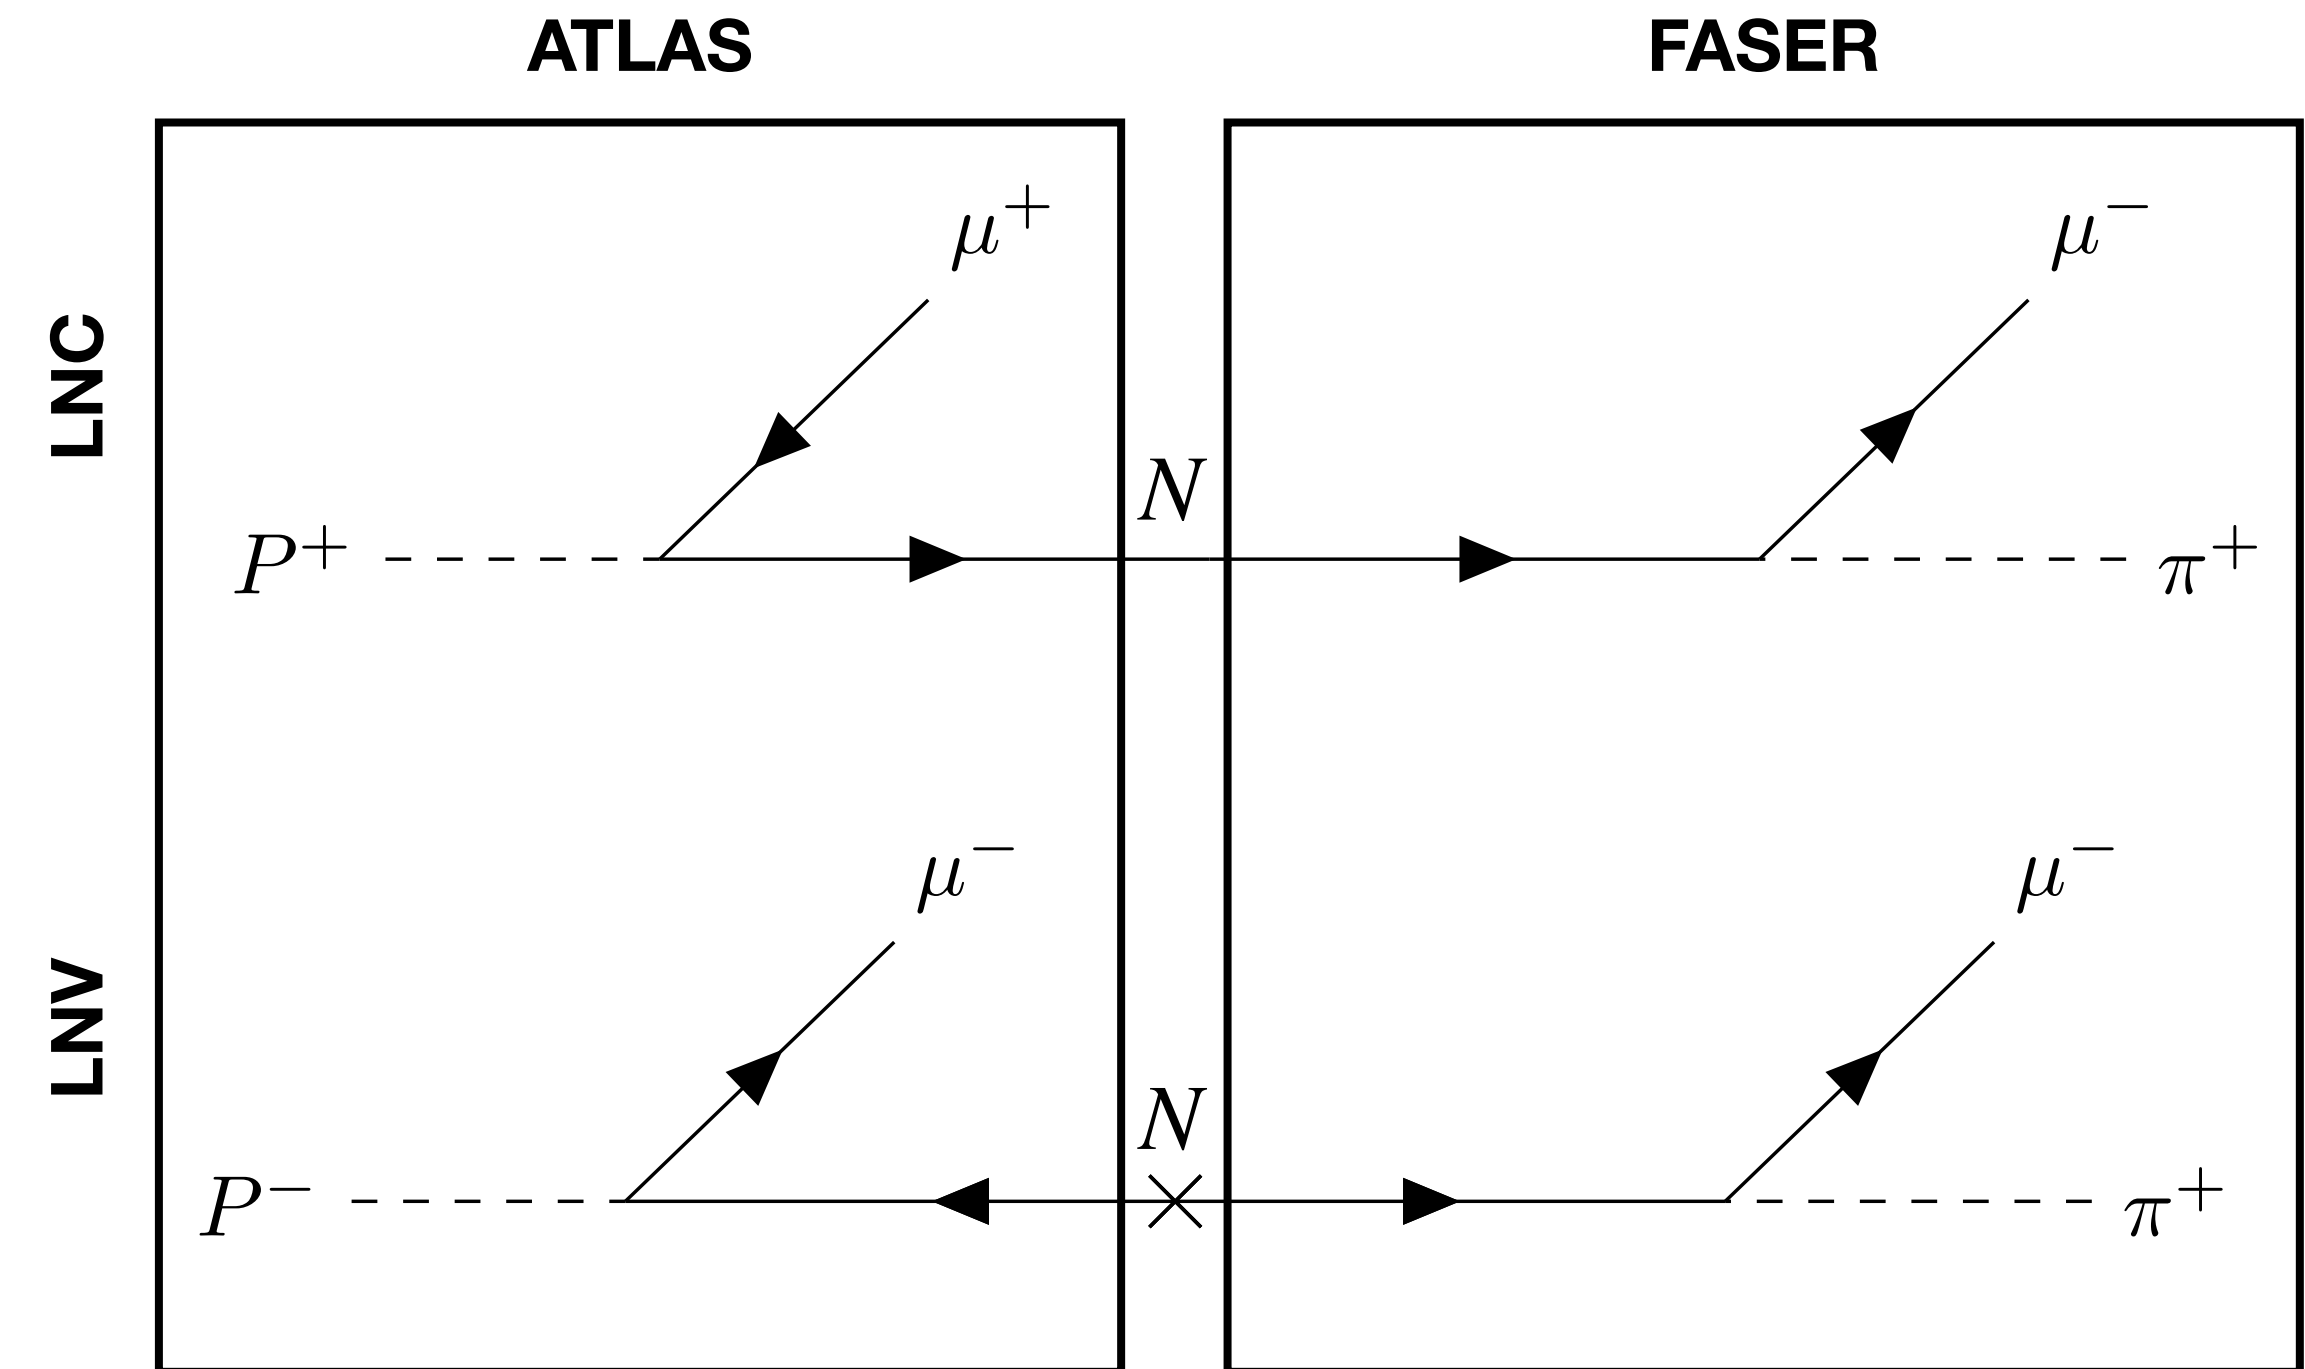 ATLAS FASER
LNC
μ⁺ μ⁻
N
P⁺ π⁺
LNV
μ⁻ μ⁻
N
P⁻ π⁺